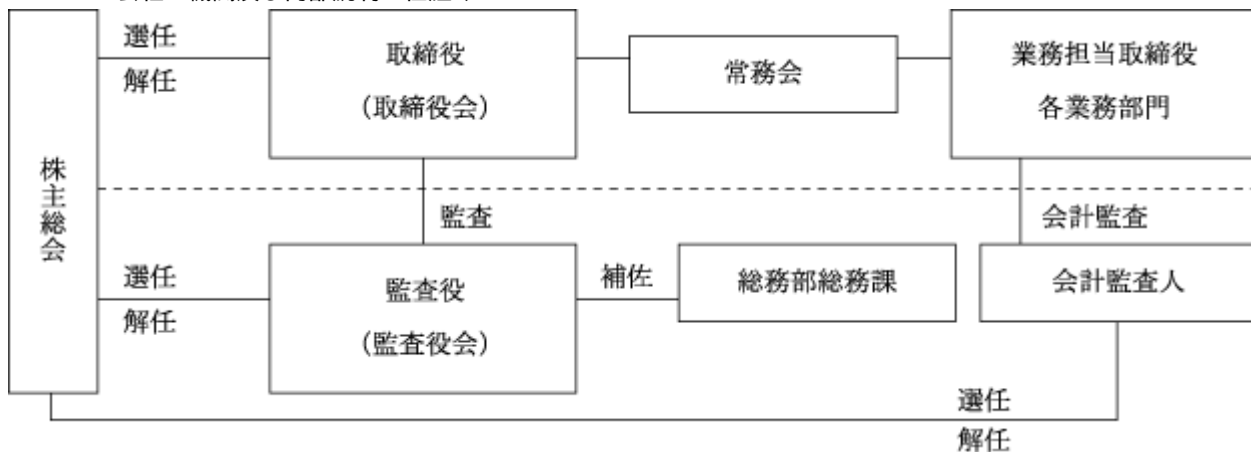 選任
解任
取締役
（取締役会）
常務会
業務担当取締役
各業務部門
株主総会
監査
会計監査
選任
解任
監査役
（監査役会）
補佐
総務部総務課
会計監査人
選任
解任